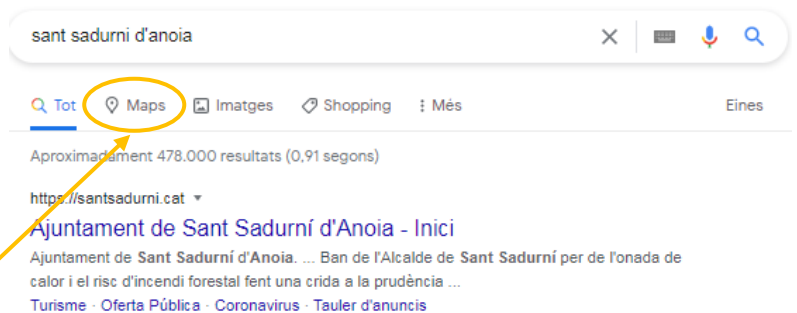 sant sadurni d'anoia
Tot Maps Imatges Shopping Més Eines
Aproximadament 478.000 resultats (0,91 segons)
https://santsadurni.cat
Ajuntament de Sant Sadurní d'Anoia - Inici
Ajuntament de Sant Sadurní d'Anoia. ... Ban de l'Alcalde de Sant Sadurní per de l'onada de
calor i el risc d'incendi forestal fent una crida a la prudència ...
Turisme · Oferta Pública · Coronavirus · Tauler d'anuncis